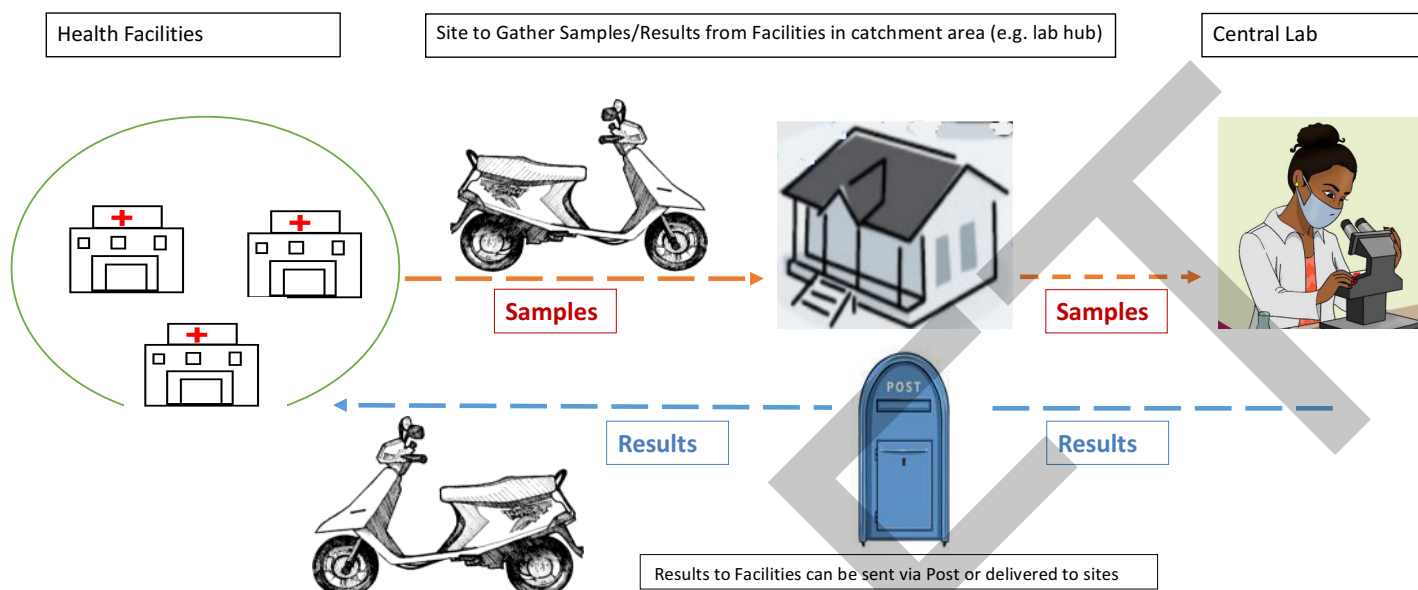 Health Facilities
Site to Gather Samples/Results from Facilities in catchment area (e.g. lab hub)
Central Lab
Samples
Samples
POST
Results
Results
Results to Facilities can be sent via Post or delivered to sites